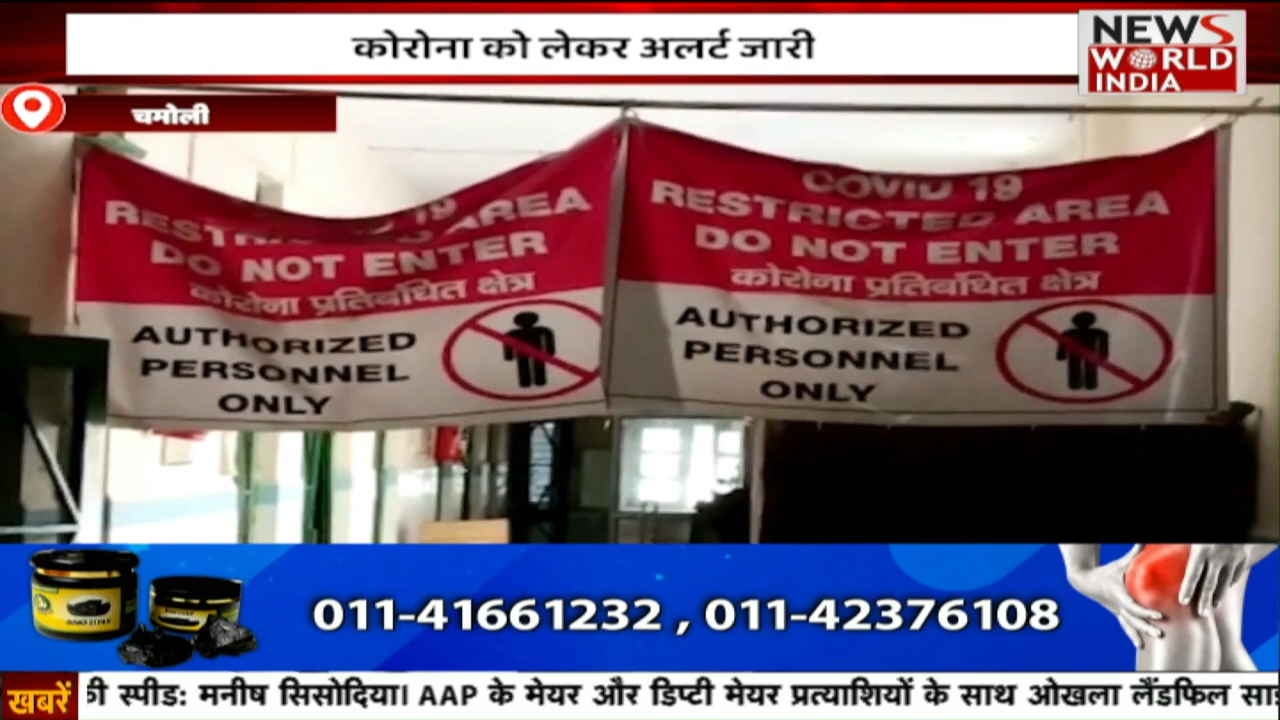 कोरोना को लेकर अलर्ट जारी
NEWS
WORLD
INDIA
चमोली
19
RESTRICTED AREA
DO NOT ENTER
कोरोना प्रतिबंधित क्षेत्र
AUTHORIZED
PERSONNEL
ONLY
COVID 19
RESTRICTED AREA
DO NOT ENTER
कोरोना प्रतिबंधित क्षेत्र
AUTHORIZED
PERSONNEL
ONLY
011-41661232 , 011-42376108
खबरें
की स्पीड: मनीष सिसोदिया। AAP के मेयर और डिप्टी मेयर प्रत्याशियों के साथ ओखला लैंडफिल